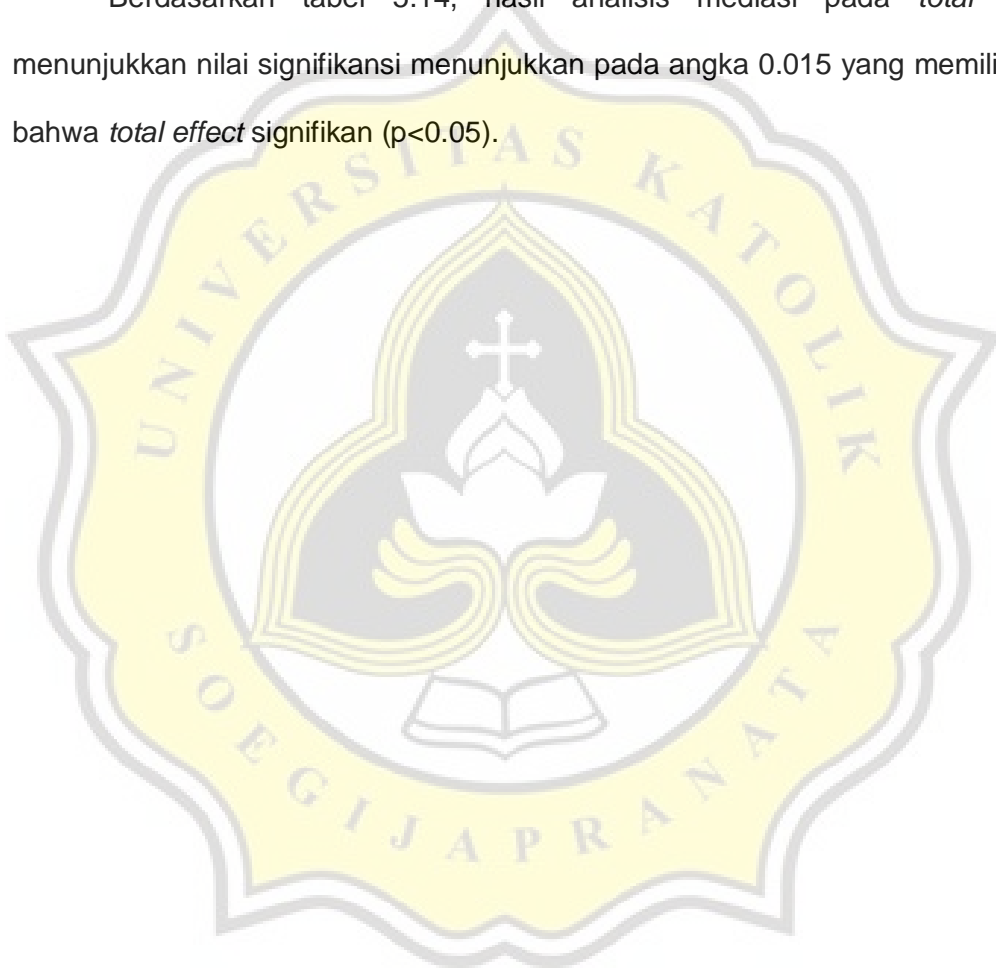 Berdasarkan tabel 5.14, hasil analisis mediasi pada total
menunjukkan nilai signifikansi menunjukkan pada angka 0.015 yang memili
bahwa total effect signifikan (p<0.05).
UNIVERSITAS KATOLIK
SOEGIJAPRANATA